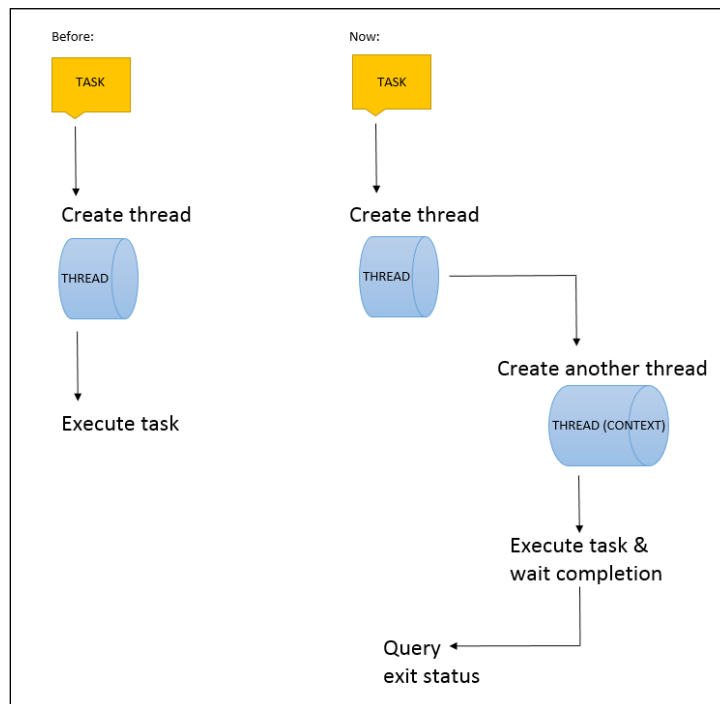 Before:
TASK
Create thread
THREAD
Execute task
Now:
TASK
Create thread
THREAD
Create another thread
THREAD (CONTEXT)
Execute task &
wait completion
Query
exit status